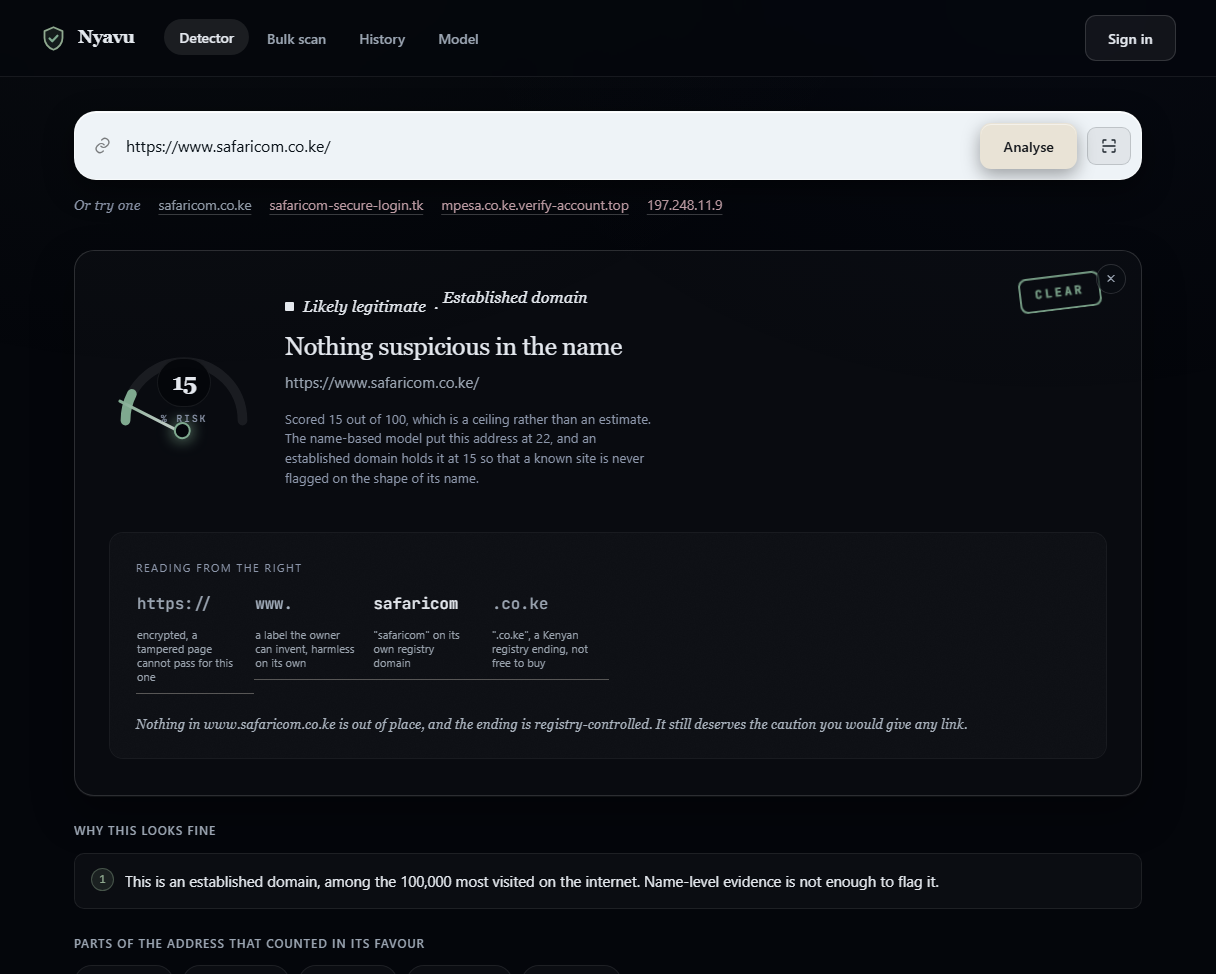 Nyavu
Detector
Bulk scan
History
Model
Sign in
https://www.safaricom.co.ke/
Analyse
Or try one
safaricom.co.ke
safaricom-secure-login.tk
mpesa.co.ke.verify-account.top
197.248.11.9
Likely legitimate · Established domain
CLEAR
×
Nothing suspicious in the name
https://www.safaricom.co.ke/
15
% RISK
Scored 15 out of 100, which is a ceiling rather than an estimate.
The name-based model put this address at 22, and an
established domain holds it at 15 so that a known site is never
flagged on the shape of its name.
READING FROM THE RIGHT
https://
encrypted, a
tampered page
cannot pass for this
one
www.
a label the owner
can invent, harmless
on its own
safaricom
"safaricom" on its
own registry
domain
.co.ke
".co.ke", a Kenyan
registry ending, not
free to buy
Nothing in www.safaricom.co.ke is out of place, and the ending is registry-controlled. It still deserves the caution you would give any link.
WHY THIS LOOKS FINE
1
This is an established domain, among the 100,000 most visited on the internet. Name-level evidence is not enough to flag it.
PARTS OF THE ADDRESS THAT COUNTED IN ITS FAVOUR